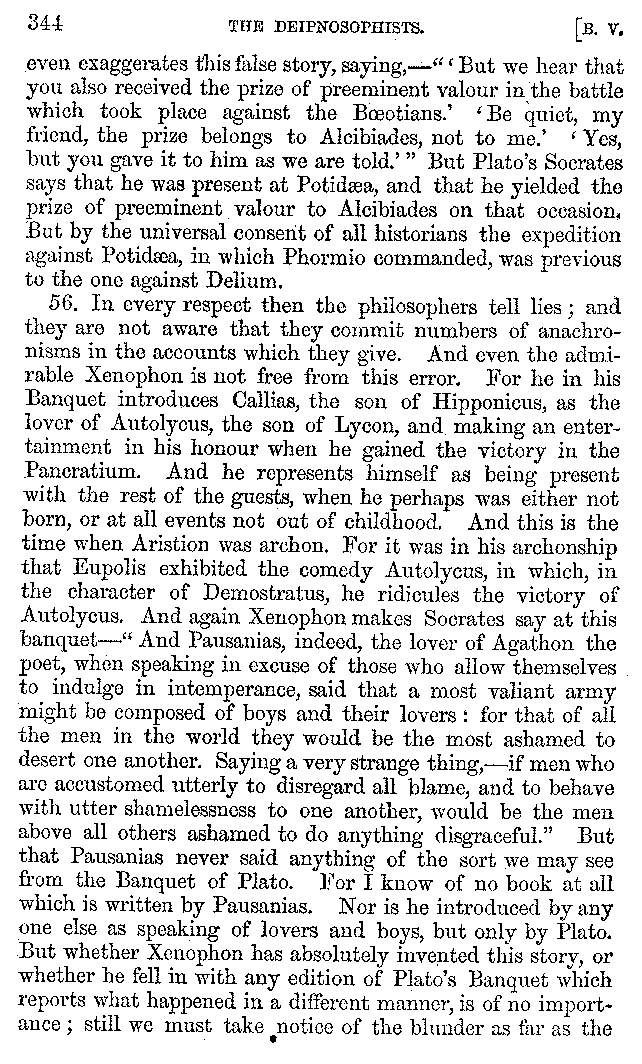 344 THE DEIPNOSOPHISTS. [B. V.
even exaggerates this false story, saying,—“ ‘ But we hear that
you also received the prize of preeminent valour in the battle
which took place against the Bœotians.’ ‘ Be quiet, my
friend, the prize belongs to Alcibiades, not to me.’ ‘ Yes,
but you gave it to him as we are told.’ ” But Plato’s Socrates
says that he was present at Potidæa, and that he yielded the
prize of preeminent valour to Alcibiades on that occasion.
But by the universal consent of all historians the expedition
against Potidæa, in which Phormio commanded, was previous
to the one against Delium.
56. In every respect then the philosophers tell lies ; and
they are not aware that they commit numbers of anachro-
nisms in the accounts which they give. And even the admi-
rable Xenophon is not free from this error. For he in his
Banquet introduces Callias, the son of Hipponicus, as the
lover of Autolycus, the son of Lycon, and making an enter-
tainment in his honour when he gained the victory in the
Pancratium. And he represents himself as being present
with the rest of the guests, when he perhaps was either not
born, or at all events not out of childhood. And this is the
time when Aristion was archon. For it was in his archonship
that Eupolis exhibited the comedy Autolycus, in which, in
the character of Demostratus, he ridicules the victory of
Autolycus. And again Xenophon makes Socrates say at this
banquet—“ And Pausanias, indeed, the lover of Agathon the
poet, when speaking in excuse of those who allow themselves
to indulge in intemperance, said that a most valiant army
might be composed of boys and their lovers : for that of all
the men in the world they would be the most ashamed to
desert one another. Saying a very strange thing,—if men who
are accustomed utterly to disregard all blame, and to behave
with utter shamelessness to one another, would be the men
above all others ashamed to do anything disgraceful.” But
that Pausanias never said anything of the sort we may see
from the Banquet of Plato. For I know of no book at all
which is written by Pausanias. Nor is he introduced by any
one else as speaking of lovers and boys, but only by Plato.
But whether Xenophon has absolutely invented this story, or
whether he fell in with any edition of Plato’s Banquet which
reports what happened in a different manner, is of no import-
ance ; still we must take notice of the blunder as far as the